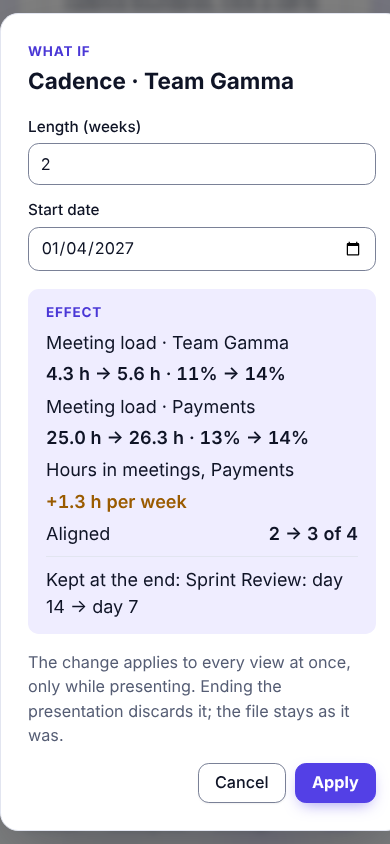 WHAT IF
Cadence · Team Gamma
Length (weeks)
2
Start date
01/04/2027
EFFECT
Meeting load · Team Gamma
4.3 h → 5.6 h · 11% → 14%
Meeting load · Payments
25.0 h → 26.3 h · 13% → 14%
Hours in meetings, Payments
+1.3 h per week
Aligned 2 → 3 of 4
Kept at the end: Sprint Review: day
14 → day 7
The change applies to every view at once,
only while presenting. Ending the
presentation discards it; the file stays as it
was.
Cancel Apply